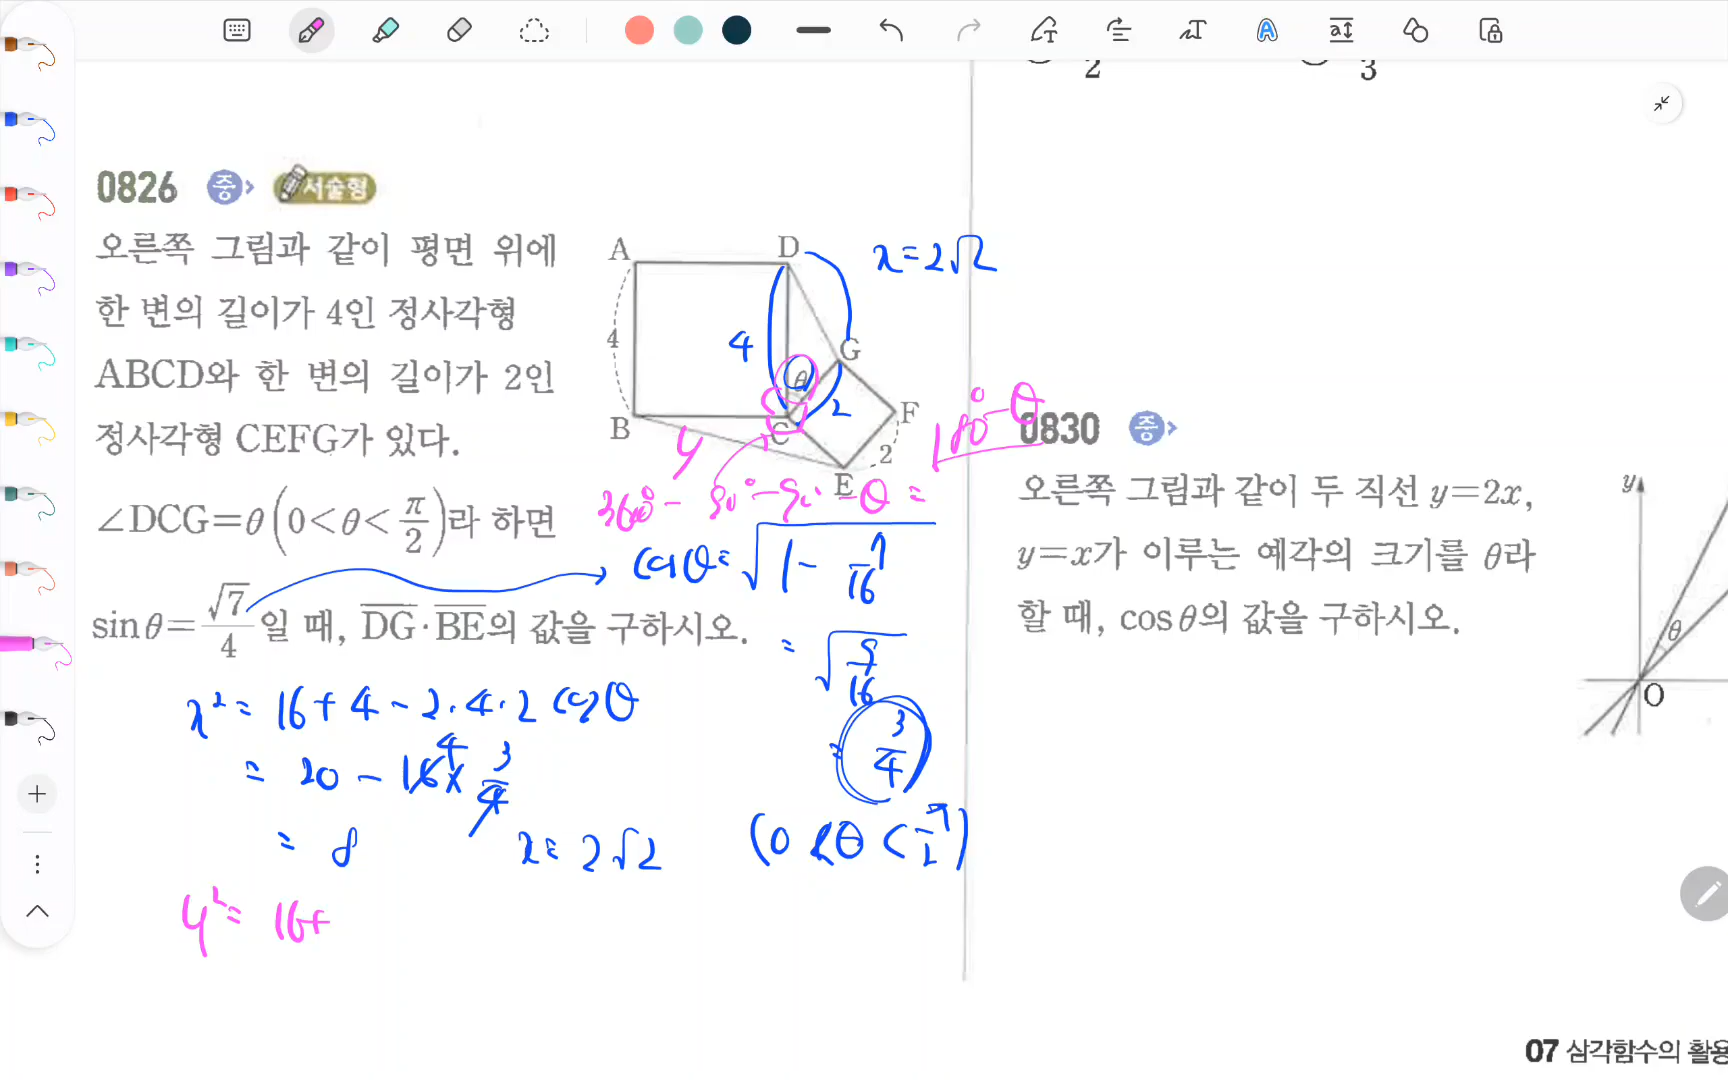 2
3
0826 중 서술형
오른쪽 그림과 같이 평면 위에
한 변의 길이가 4인 정사각형
ABCD와 한 변의 길이가 2인
정사각형 CEFG가 있다.
∠DCG=θ(0<θ<π/2)라 하면
sinθ=√7/4일 때, DG·BE의 값을 구하시오.
A
D
x=2√2
4
4
G
θ
2
B
C
F
y
2
E
180°-θ
360°-90°-90°-θ=
cosθ=√1-7/16
=√9/16
=3/4
(0<θ<π/2)
x²=16+4-2·4·2cosθ
=20-16×3/4
4
=8
x=2√2
y²=16+
0830 중
오른쪽 그림과 같이 두 직선 y=2x,
y=x가 이루는 예각의 크기를 θ라
할 때, cosθ의 값을 구하시오.
y
θ
O
07 삼각함수의 활용